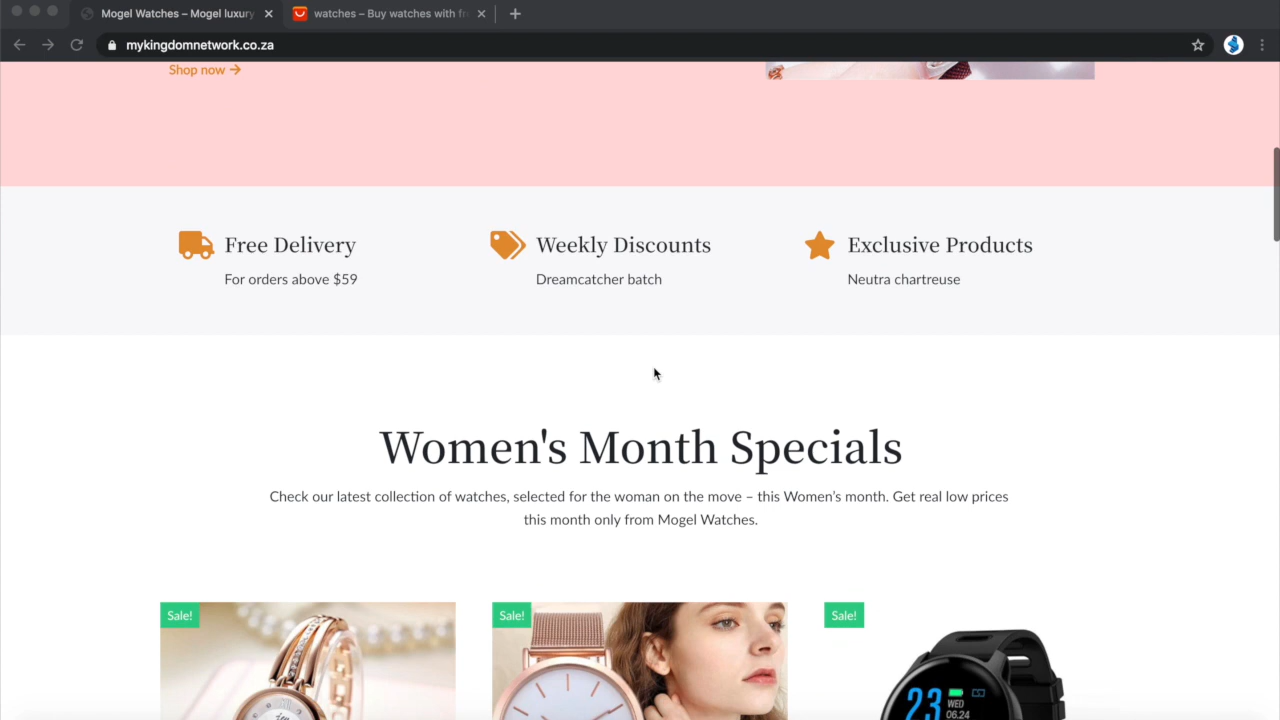 Mogel Watches – Mogel luxury
watches – Buy watches with fr
mykingdomnetwork.co.za
Shop now →
Free Delivery
For orders above $59
Weekly Discounts
Dreamcatcher batch
Exclusive Products
Neutra chartreuse
Women's Month Specials
Check our latest collection of watches, selected for the woman on the move – this Women's month. Get real low prices
this month only from Mogel Watches.
Sale!
Sale!
Sale!
23
WED
06.24